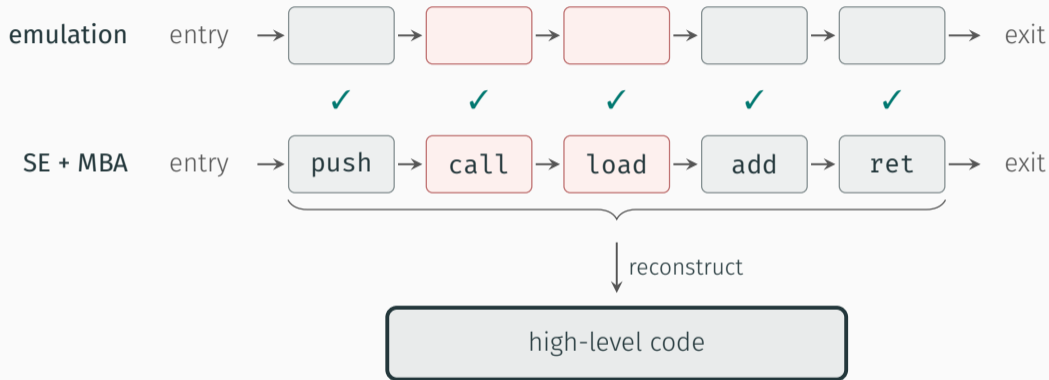 emulation entry exit
✓ ✓ ✓ ✓ ✓
SE + MBA entry push call load add ret exit
reconstruct
high-level code